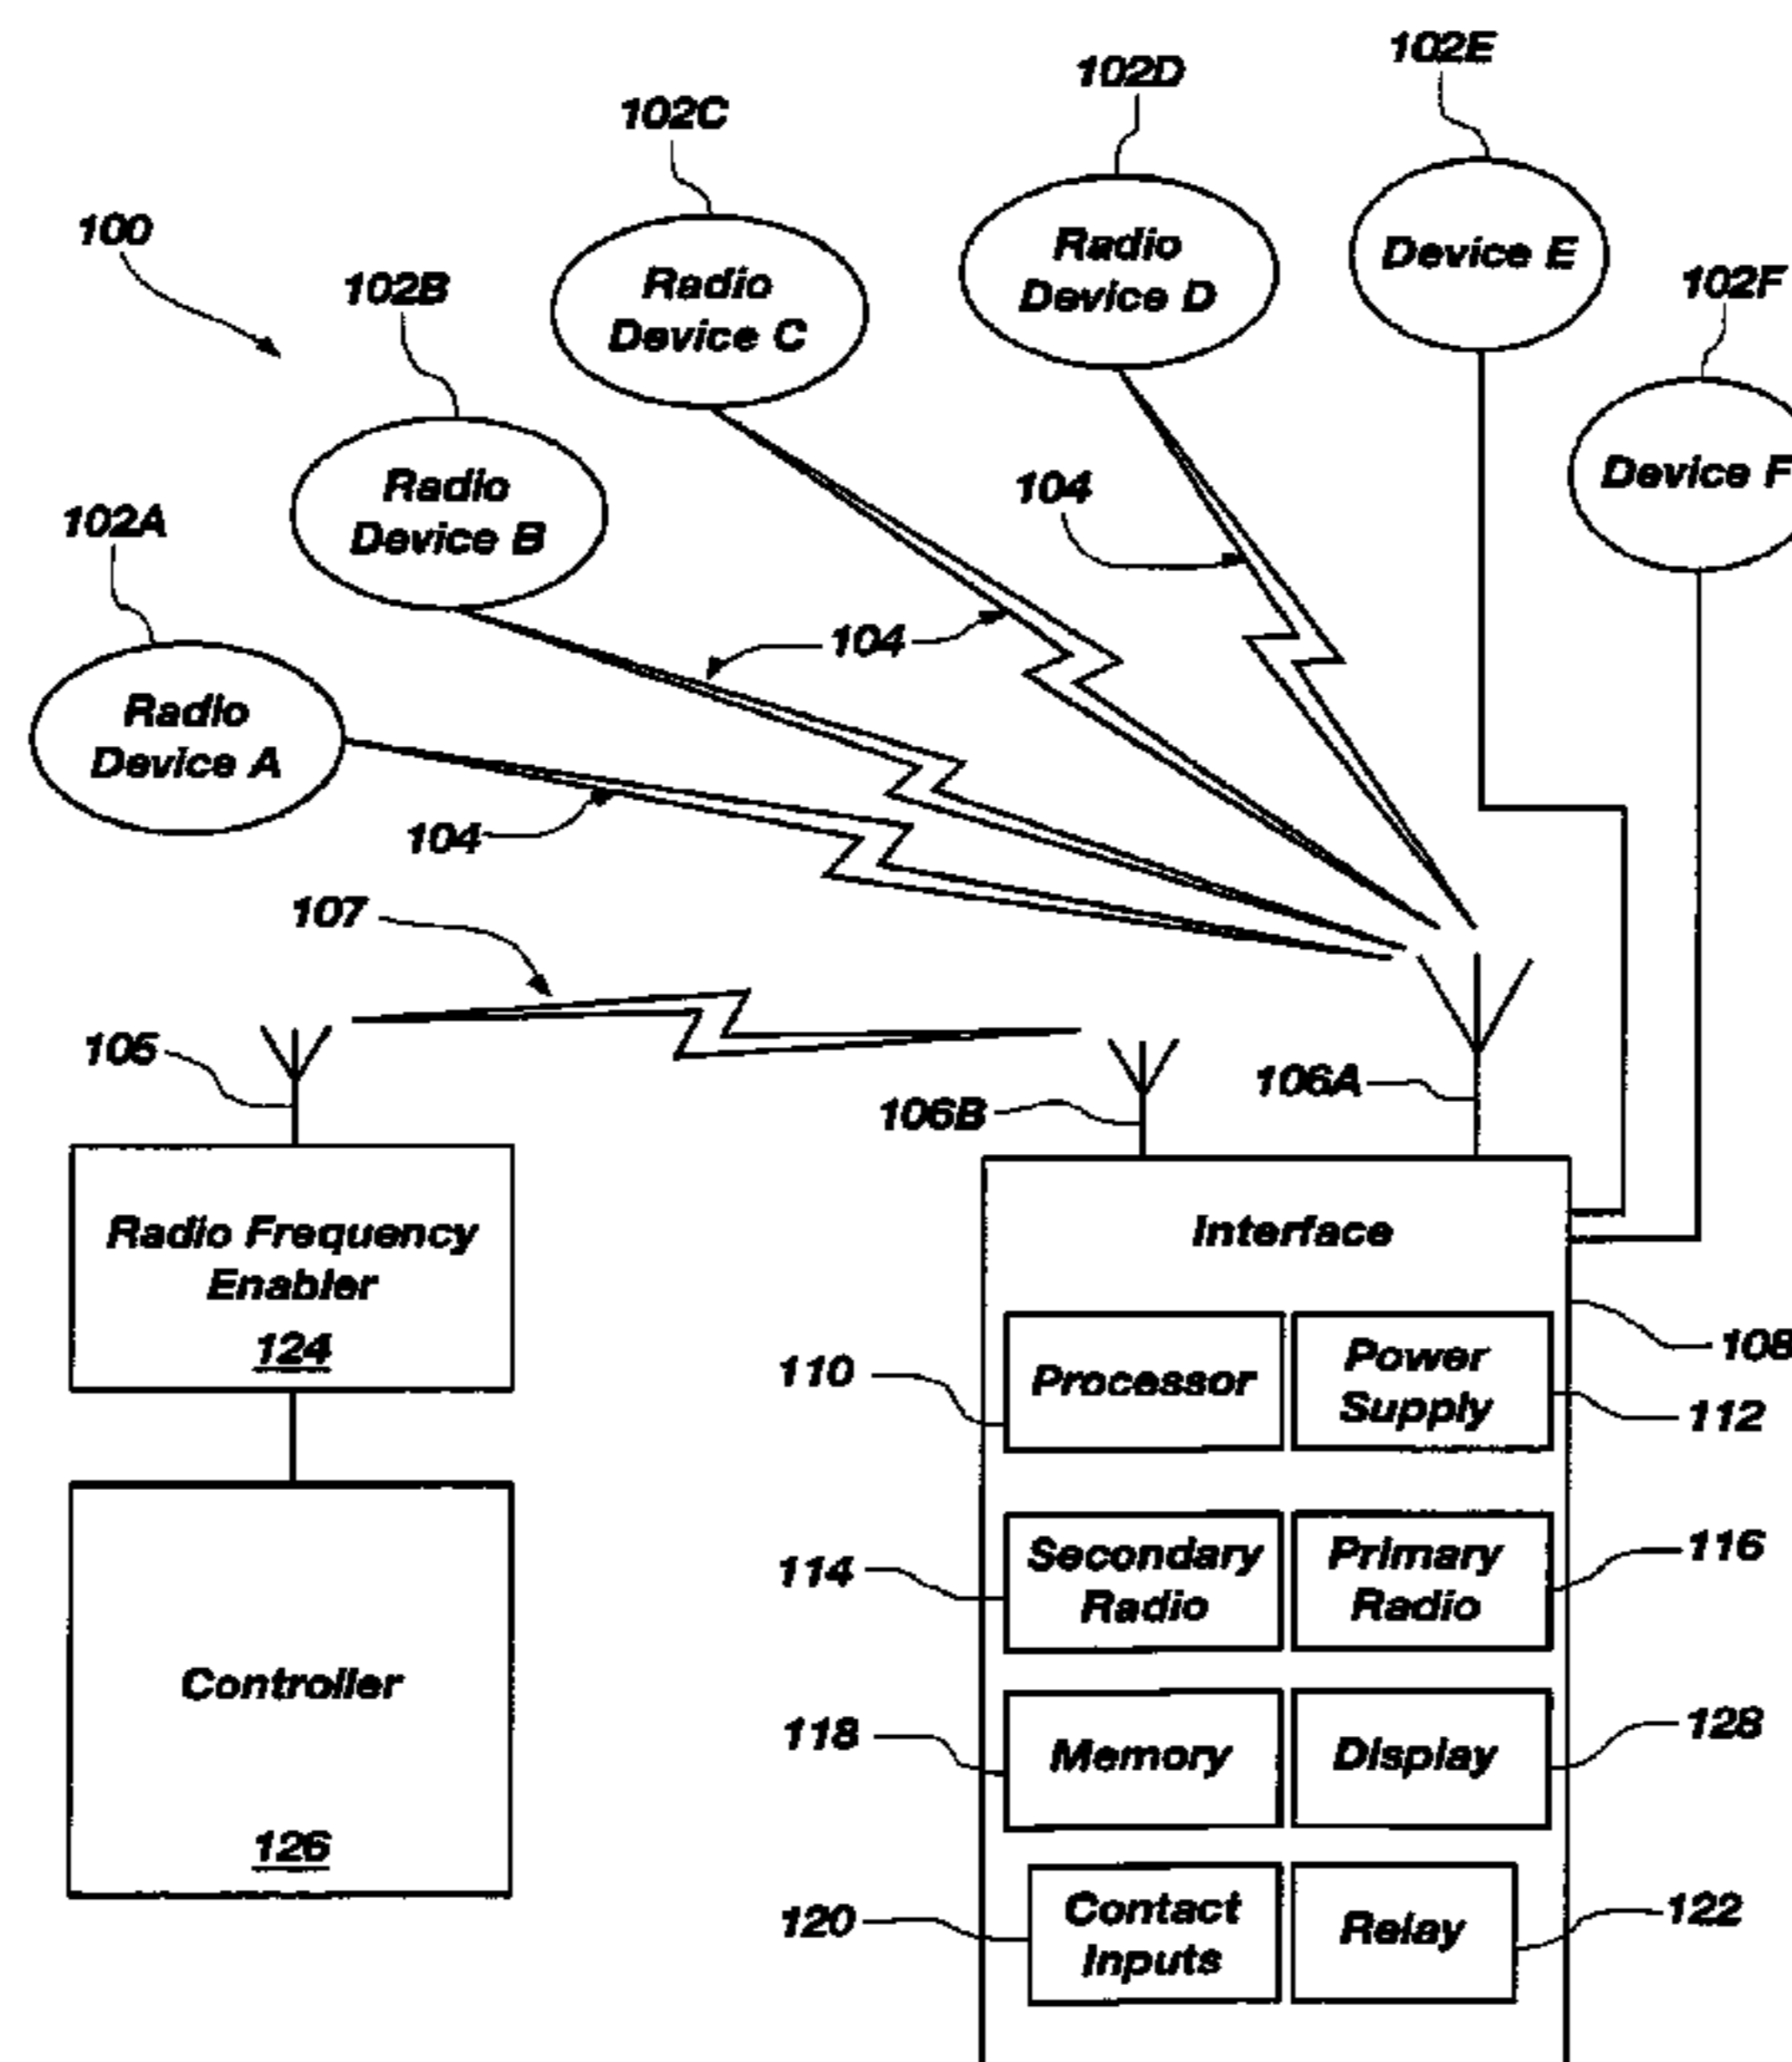 102E
102D
102C
100
102B
102F
Radio
Device D
Device E
Radio
Device C
102A
Radio
Device B
104
Device F
104
Radio
Device A
104
107
105
106A
106B
Radio Frequency
Enabler
124
Interface
108
110
Processor
Power
Supply
112
114
Secondary
Radio
Primary
Radio
116
Controller
126
118
Memory
Display
128
120
Contact
Inputs
Relay
122